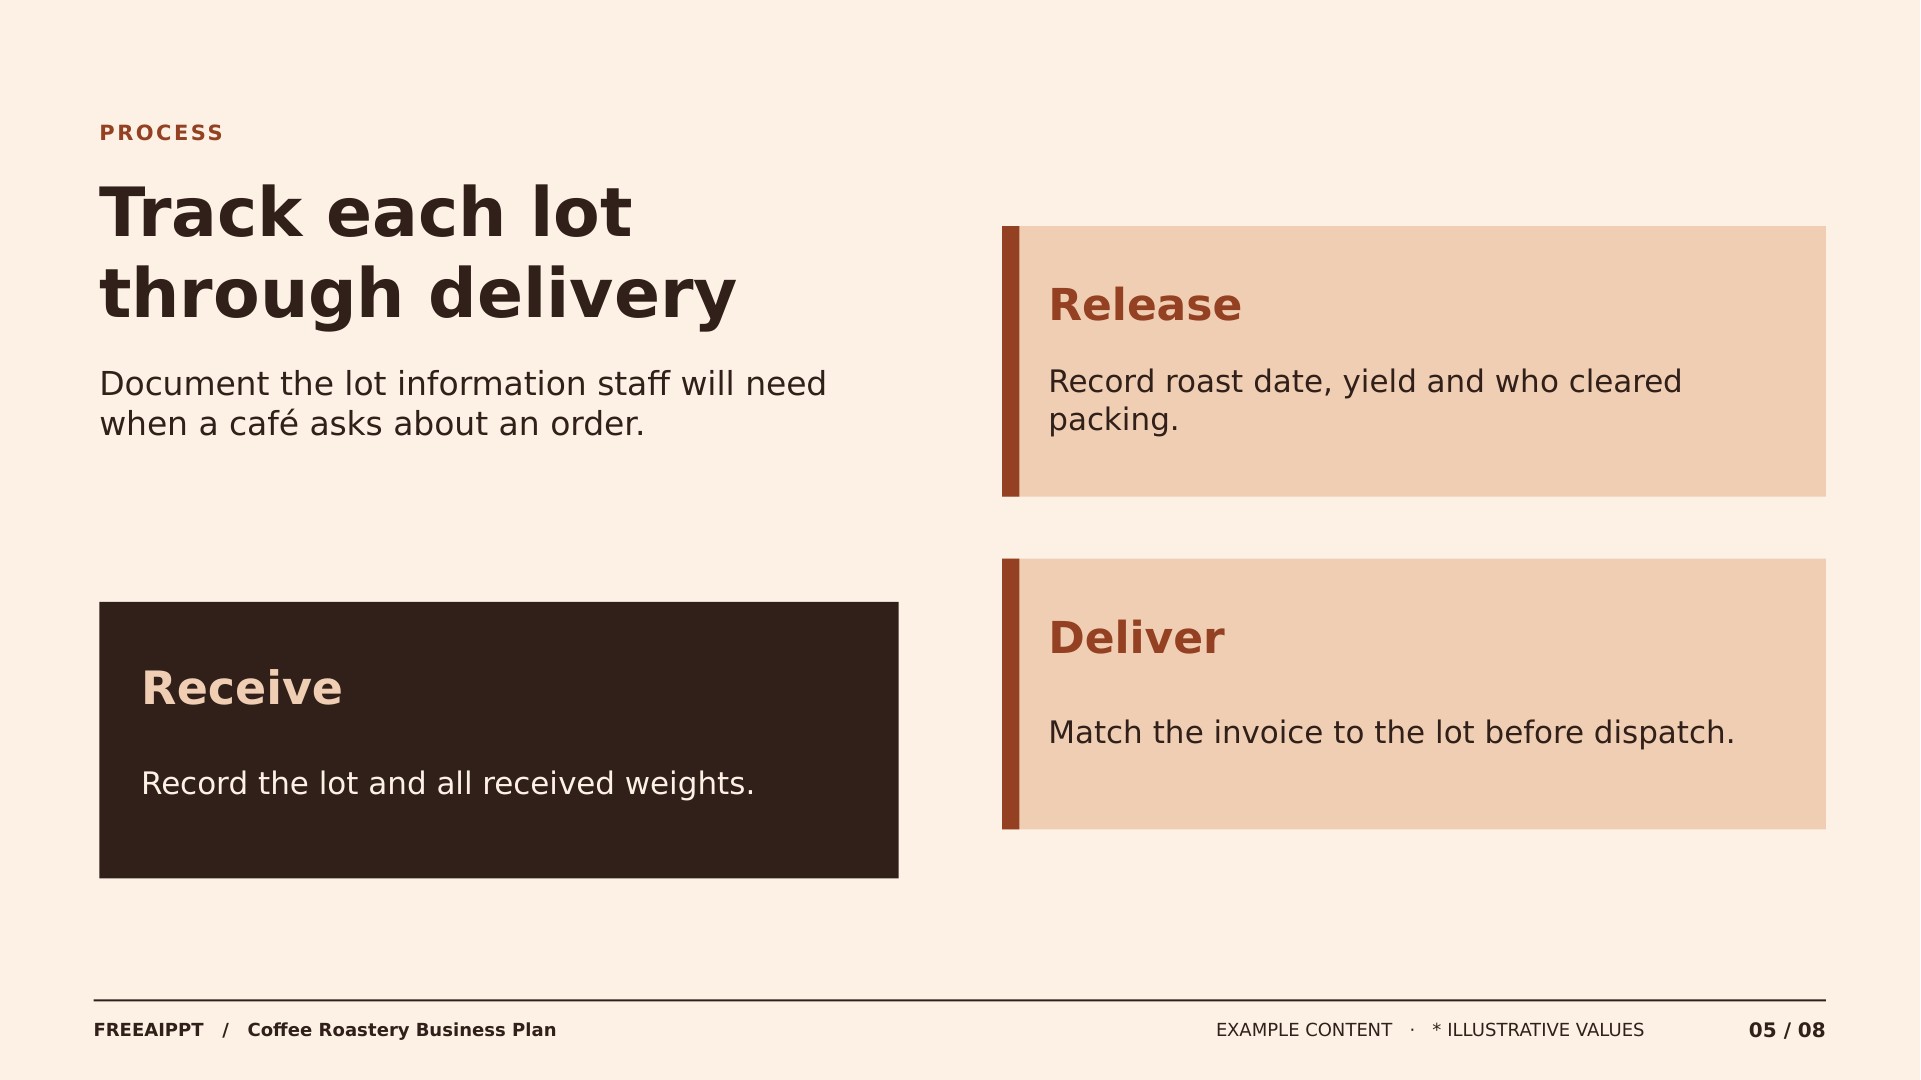 PROCESS
Track each lot
through delivery
Document the lot information staff will need
when a café asks about an order.
Receive
Record the lot and all received weights.
Release
Record roast date, yield and who cleared
packing.
Deliver
Match the invoice to the lot before dispatch.
FREEAIPPT / Coffee Roastery Business Plan
EXAMPLE CONTENT · * ILLUSTRATIVE VALUES
05 / 08